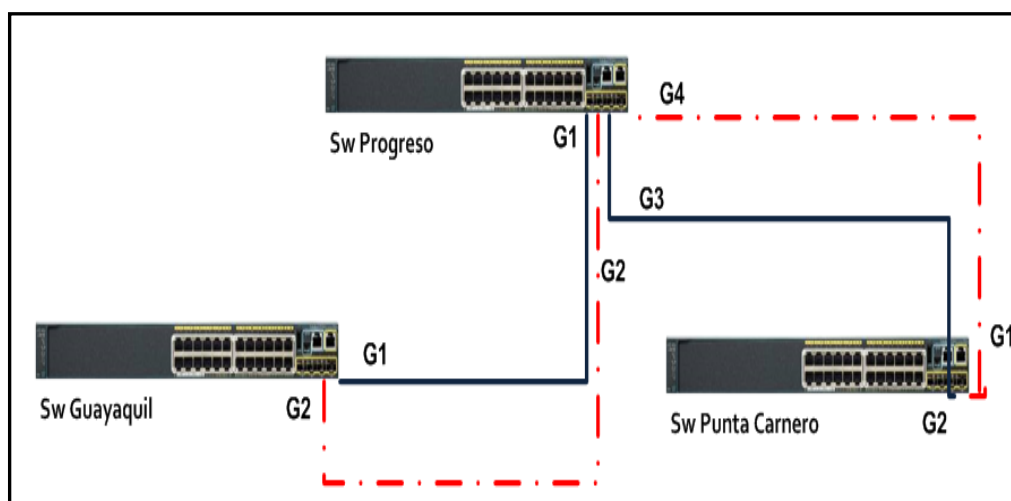 G4
G1
Sw Progreso
G3
G2
G1
G1
Sw Guayaquil
G2
Sw Punta Carnero
G2